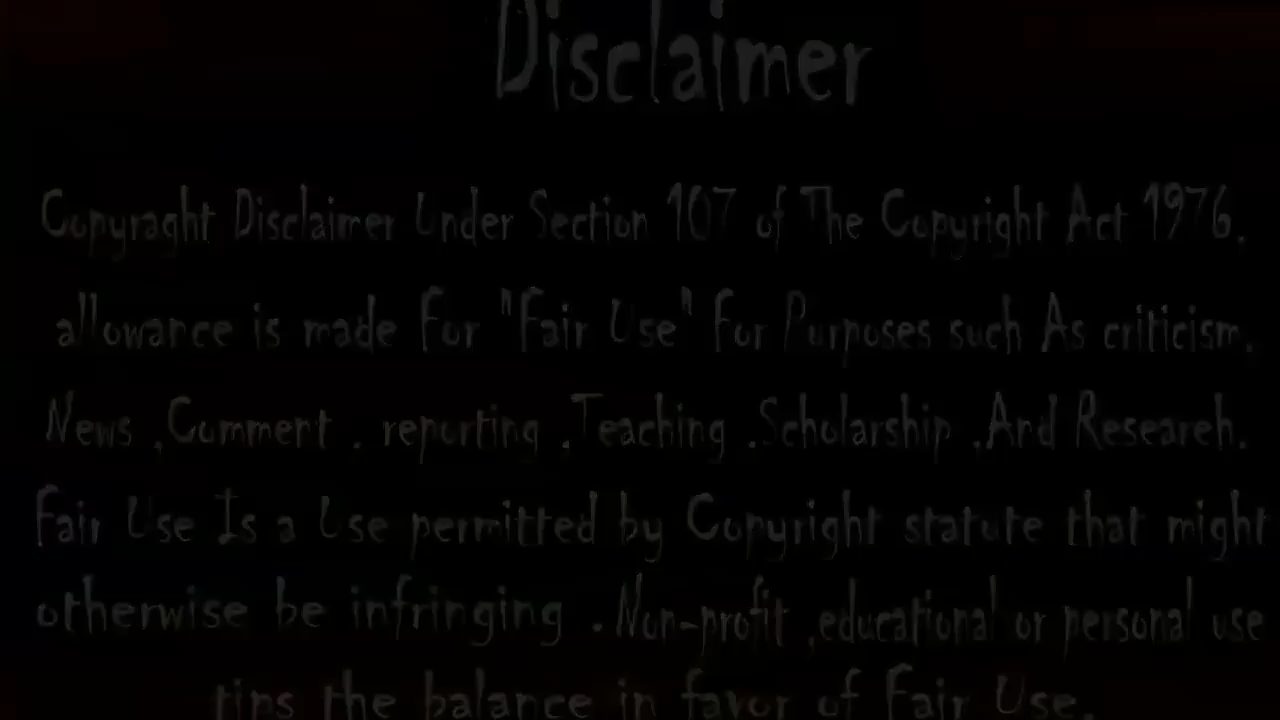 Disclaimer
Copyraght Disclaimer Under Section 107 of The Copyright Act 1976.
allowance is made For "Fair Use" For Purposes such As criticism,
News ,Comment , reporting ,Teaching ,Scholarship ,And Researeh.
Fair Use Is a Use permitted by Copyright statute that might
otherwise be infringing . Non-profit ,educational or personal use
tips the balance in favor of Fair Use.